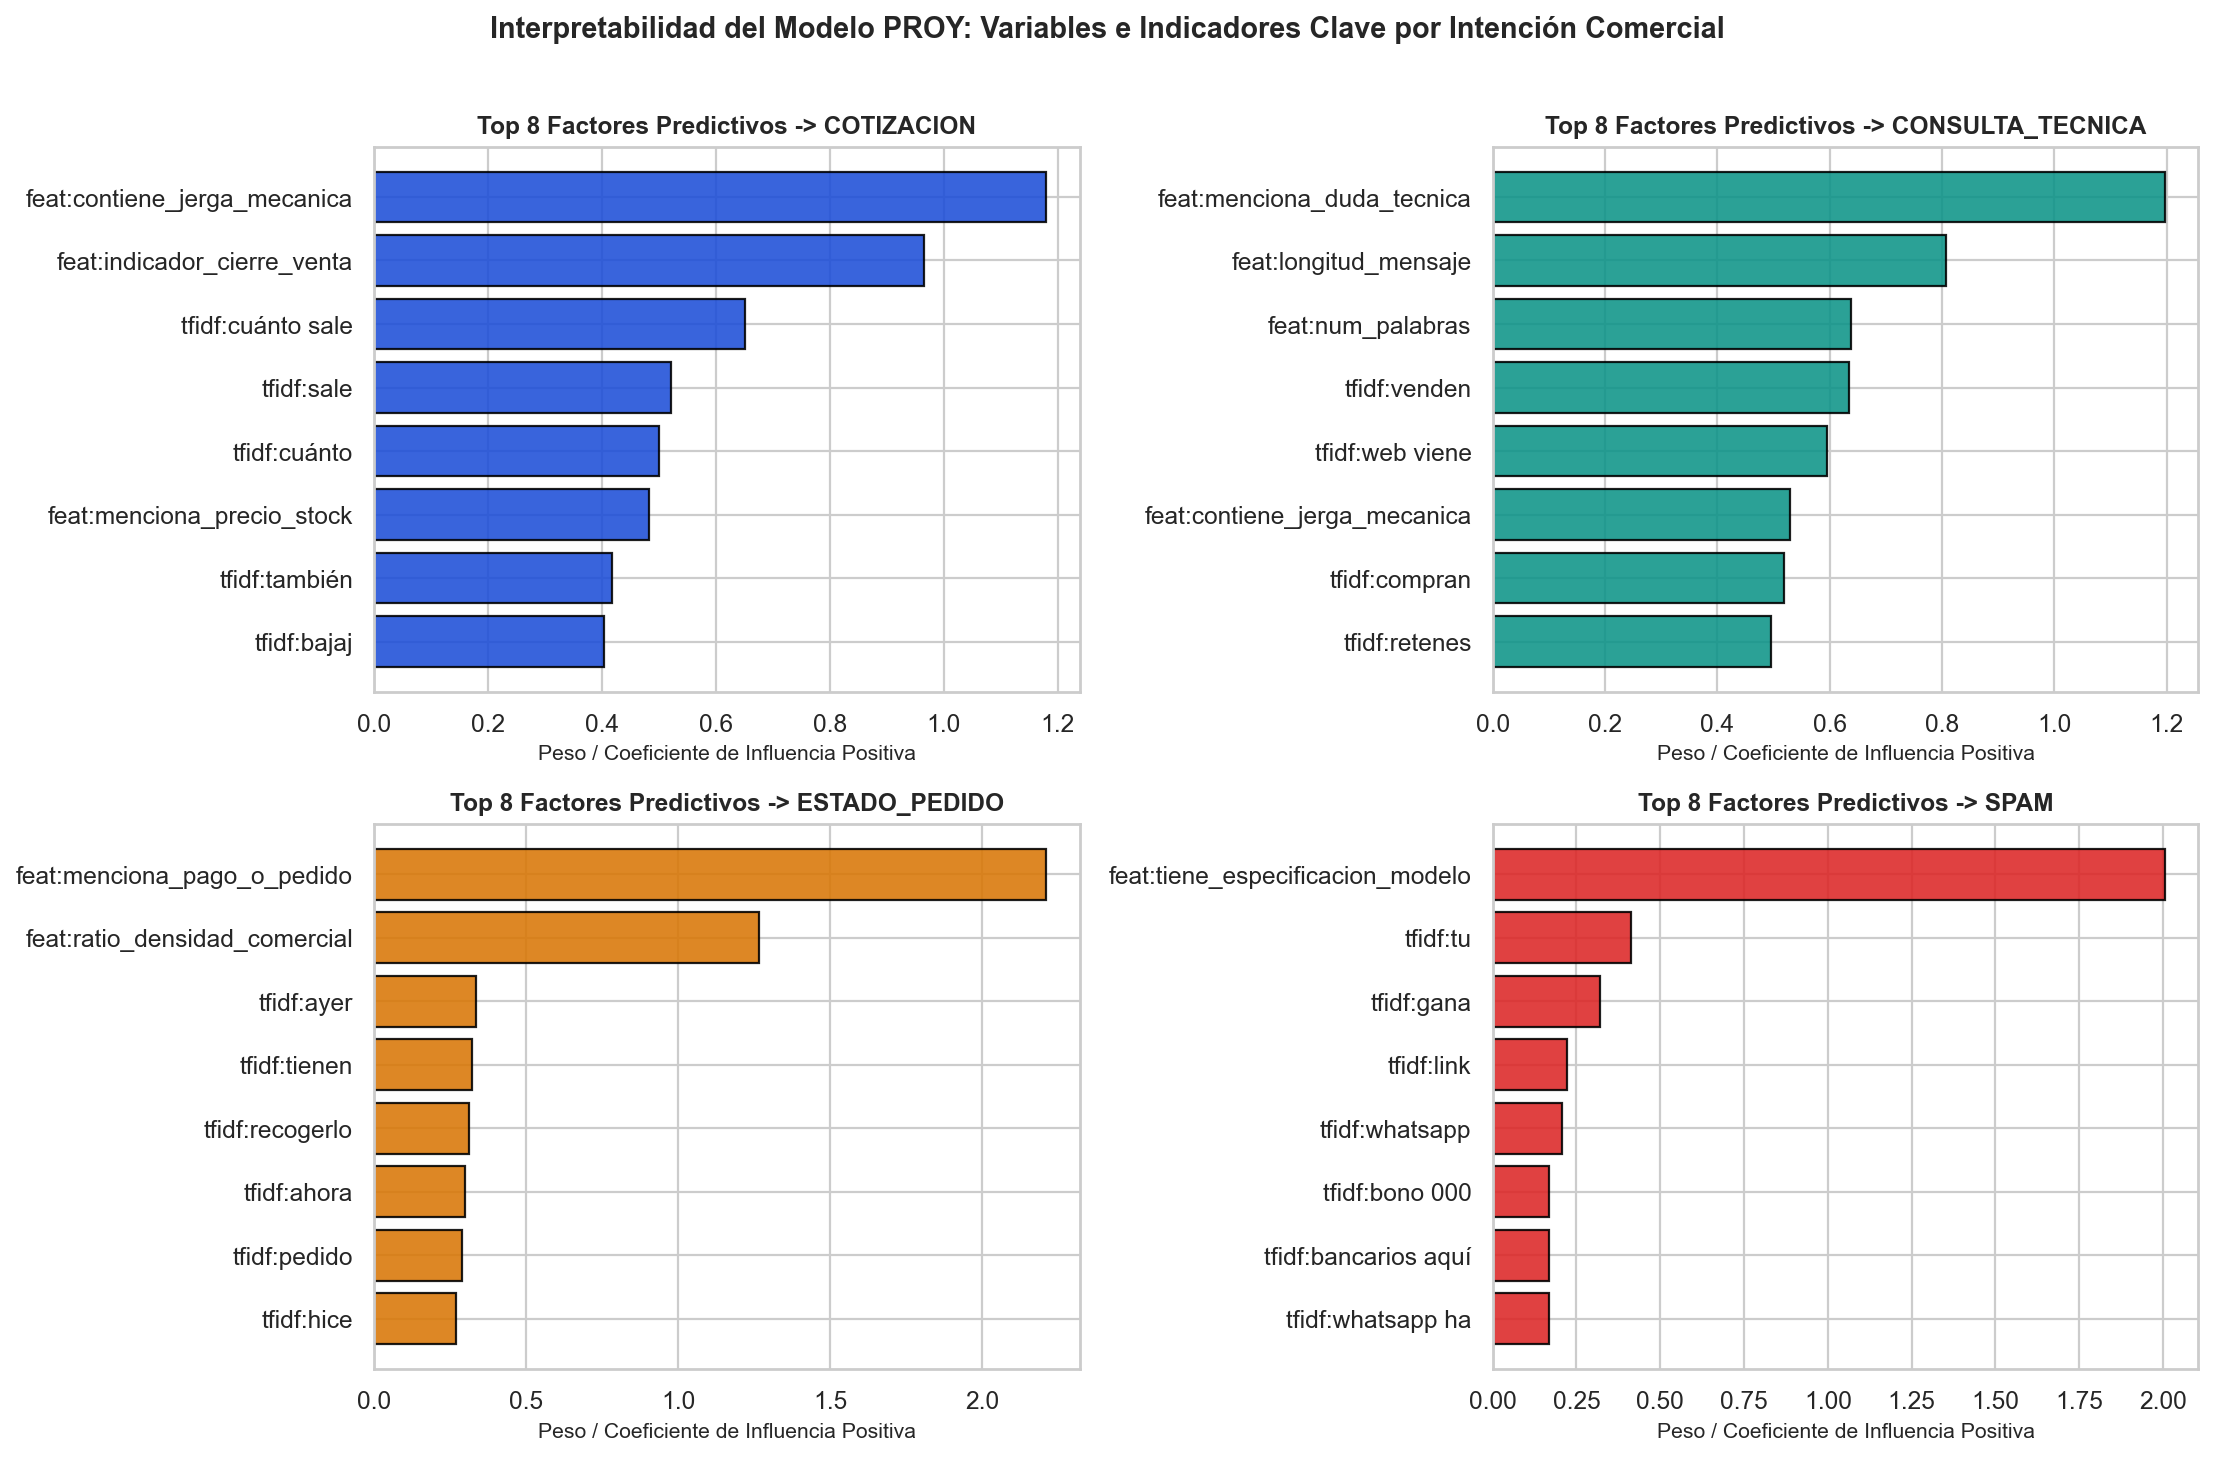 Interpretabilidad del Modelo PROY: Variables e Indicadores Clave por Intención Comercial
Top 8 Factores Predictivos -> COTIZACION
feat:contiene_jerga_mecanica
feat:indicador_cierre_venta
tfidf:cuánto sale
tfidf:sale
tfidf:cuánto
feat:menciona_precio_stock
tfidf:también
tfidf:bajaj
0.0 0.2 0.4 0.6 0.8 1.0 1.2
Peso / Coeficiente de Influencia Positiva
Top 8 Factores Predictivos -> CONSULTA_TECNICA
feat:menciona_duda_tecnica
feat:longitud_mensaje
feat:num_palabras
tfidf:venden
tfidf:web viene
feat:contiene_jerga_mecanica
tfidf:compran
tfidf:retenes
0.0 0.2 0.4 0.6 0.8 1.0 1.2
Peso / Coeficiente de Influencia Positiva
Top 8 Factores Predictivos -> ESTADO_PEDIDO
feat:menciona_pago_o_pedido
feat:ratio_densidad_comercial
tfidf:ayer
tfidf:tienen
tfidf:recogerlo
tfidf:ahora
tfidf:pedido
tfidf:hice
0.0 0.5 1.0 1.5 2.0
Peso / Coeficiente de Influencia Positiva
Top 8 Factores Predictivos -> SPAM
feat:tiene_especificacion_modelo
tfidf:tu
tfidf:gana
tfidf:link
tfidf:whatsapp
tfidf:bono 000
tfidf:bancarios aquí
tfidf:whatsapp ha
0.00 0.25 0.50 0.75 1.00 1.25 1.50 1.75 2.00
Peso / Coeficiente de Influencia Positiva